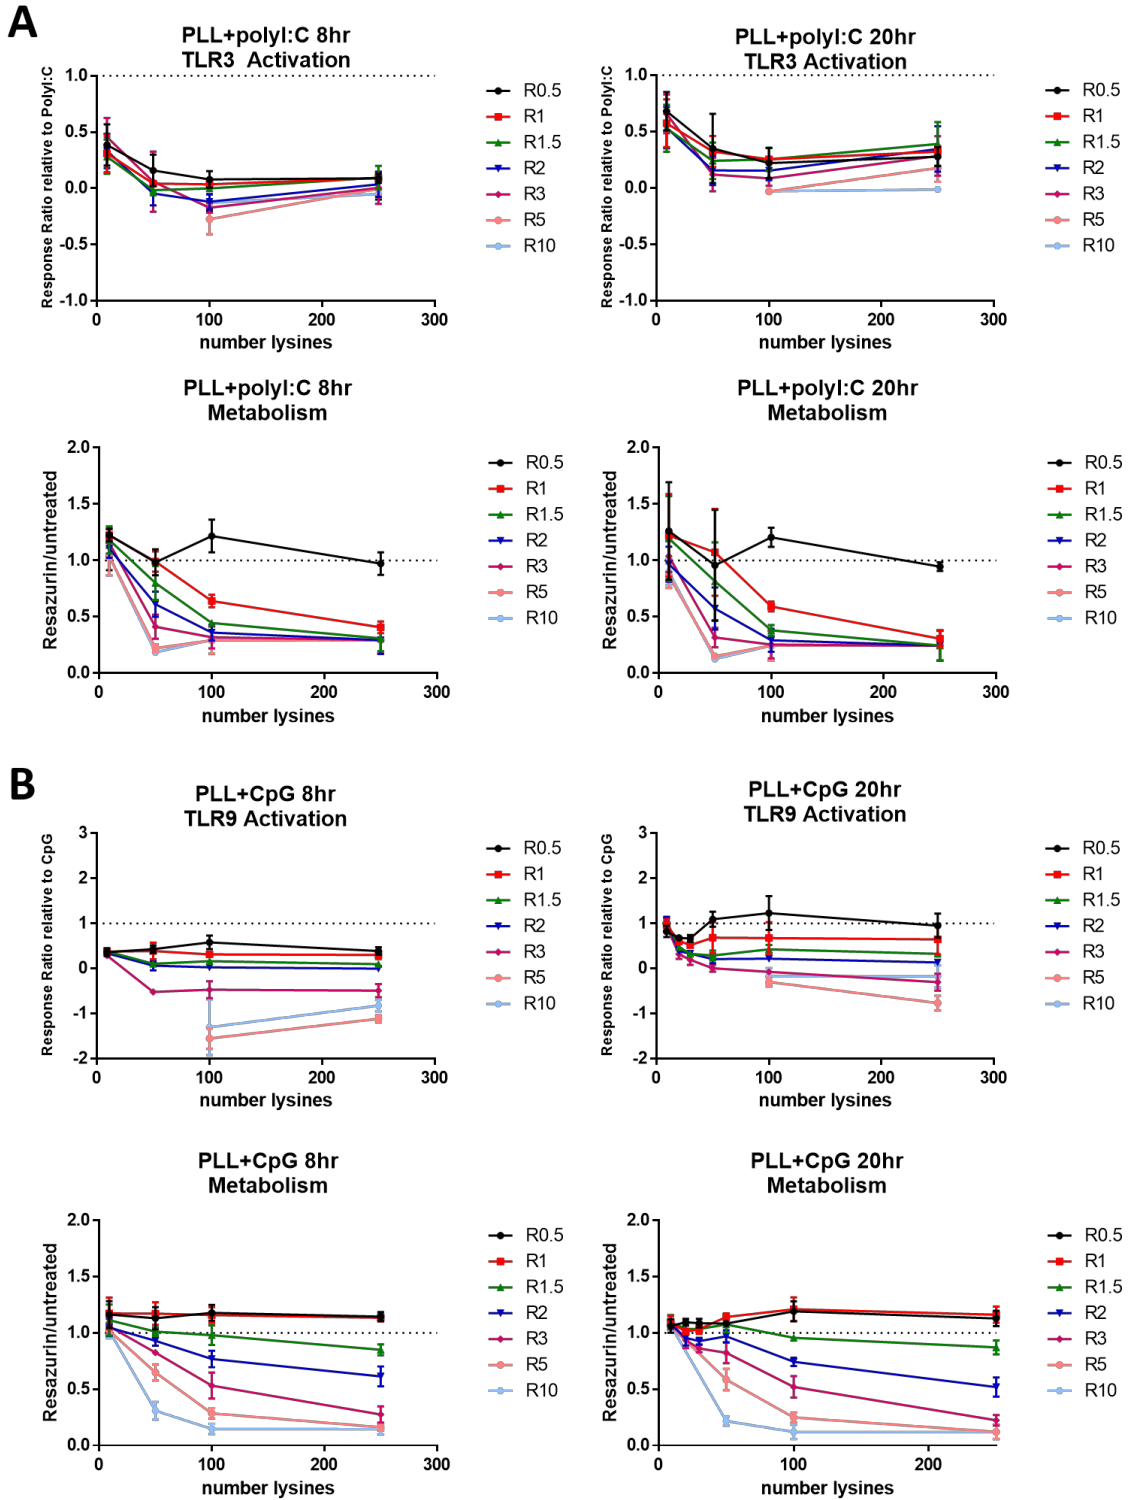 A
PLL+polyI:C 8hr
TLR3 Activation
Response Ratio relative to PolyI:C
1.0
0.5
0.0
-0.5
-1.0
0
100
200
300
number lysines
R0.5
R1
R1.5
R2
R3
R5
R10
PLL+polyI:C 20hr
TLR3 Activation
Response Ratio relative to PolyI:C
1.0
0.5
0.0
-0.5
-1.0
0
100
200
300
number lysines
R0.5
R1
R1.5
R2
R3
R5
R10
PLL+polyI:C 8hr
Metabolism
Resazurin/untreated
2.0
1.5
1.0
0.5
0.0
0
100
200
300
number lysines
R0.5
R1
R1.5
R2
R3
R5
R10
PLL+polyI:C 20hr
Metabolism
Resazurin/untreated
2.0
1.5
1.0
0.5
0.0
0
100
200
300
number lysines
R0.5
R1
R1.5
R2
R3
R5
R10
B
PLL+CpG 8hr
TLR9 Activation
Response Ratio relative to CpG
3
2
1
0
-1
-2
0
100
200
300
number lysines
R0.5
R1
R1.5
R2
R3
R5
R10
PLL+CpG 20hr
TLR9 Activation
Response Ratio relative to CpG
3
2
1
0
-1
-2
0
100
200
300
number lysines
R0.5
R1
R1.5
R2
R3
R5
R10
PLL+CpG 8hr
Metabolism
Resazurin/untreated
2.0
1.5
1.0
0.5
0.0
0
100
200
300
number lysines
R0.5
R1
R1.5
R2
R3
R5
R10
PLL+CpG 20hr
Metabolism
Resazurin/untreated
2.0
1.5
1.0
0.5
0.0
0
100
200
number lysines
R0.5
R1
R1.5
R2
R3
R5
R10